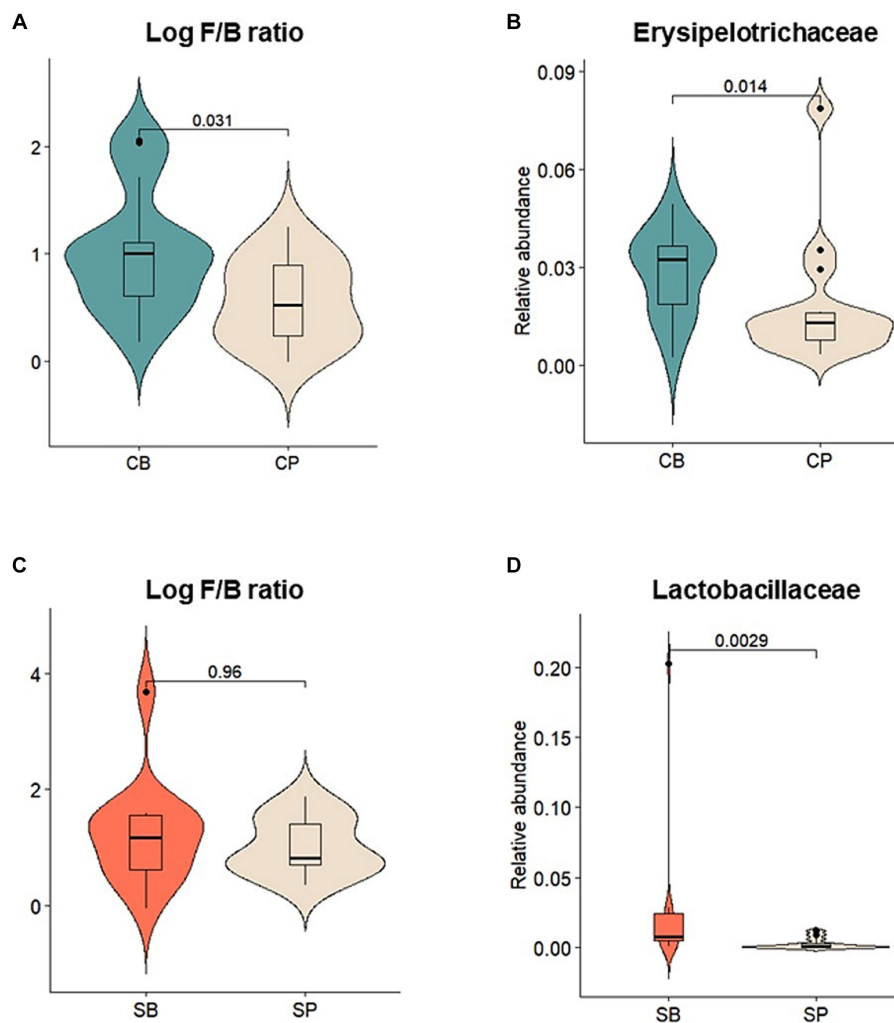 A
Log F/B ratio
0.031
2
1
0
CB
CP
B
Erysipelotrichaceae
0.014
Relative abundance
0.09
0.06
0.03
0.00
CB
CP
C
Log F/B ratio
0.96
4
2
0
SB
SP
D
Lactobacillaceae
0.0029
Relative abundance
0.20
0.15
0.10
0.05
0.00
SB
SP